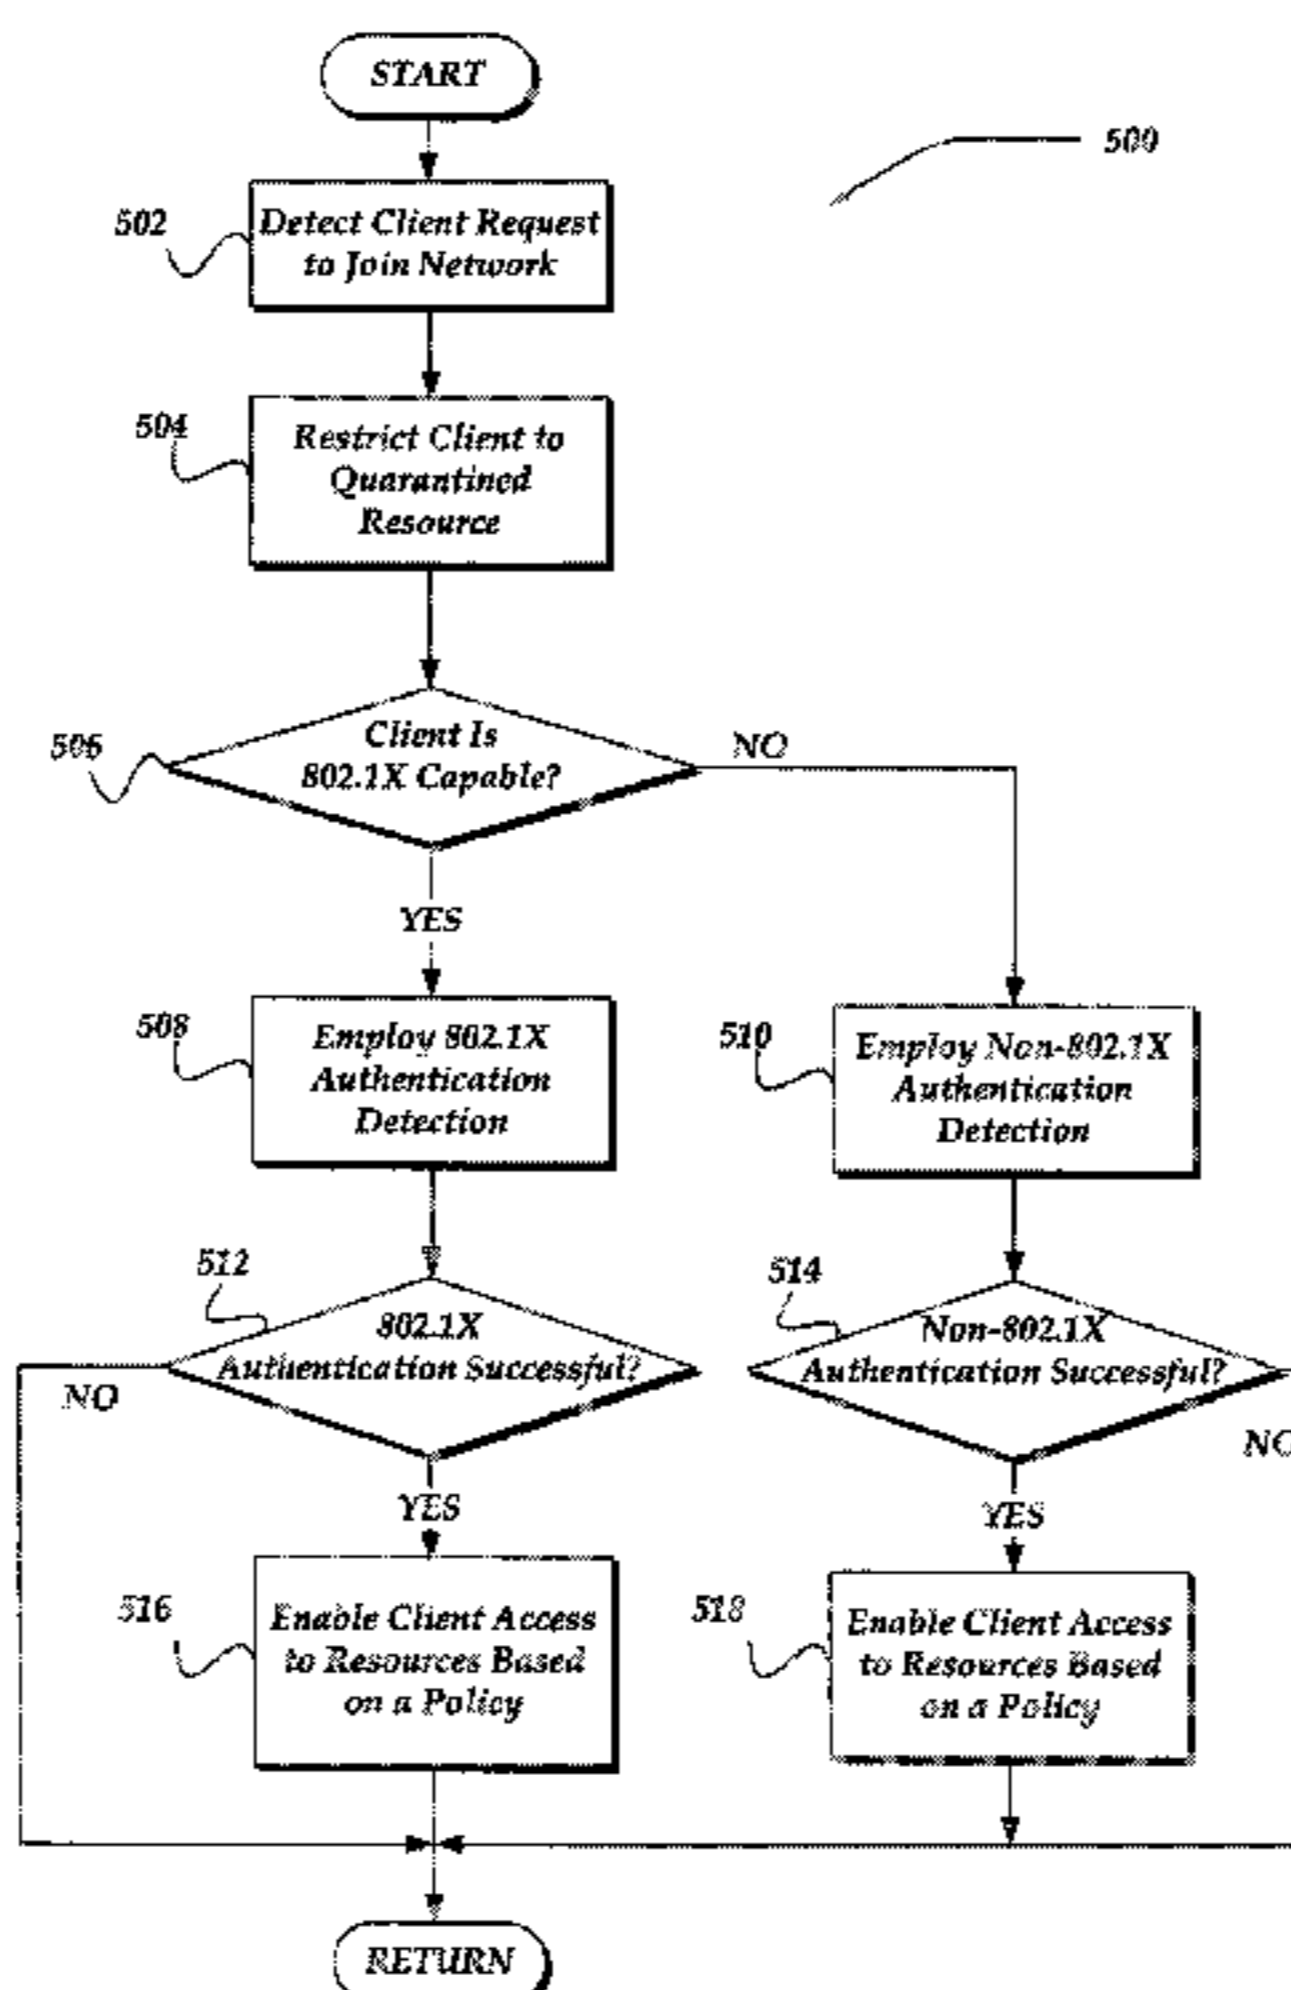 START
500
502
Detect Client Request
to Join Network
504
Restrict Client to
Quarantined
Resource
506
Client Is
802.1X Capable?
NO
YES
508
Employ 802.1X
Authentication
Detection
510
Employ Non-802.1X
Authentication
Detection
512
802.1X
Authentication Successful?
NO
514
Non-802.1X
Authentication Successful?
NO
YES
YES
516
Enable Client Access
to Resources Based
on a Policy
518
Enable Client Access
to Resources Based
on a Policy
RETURN